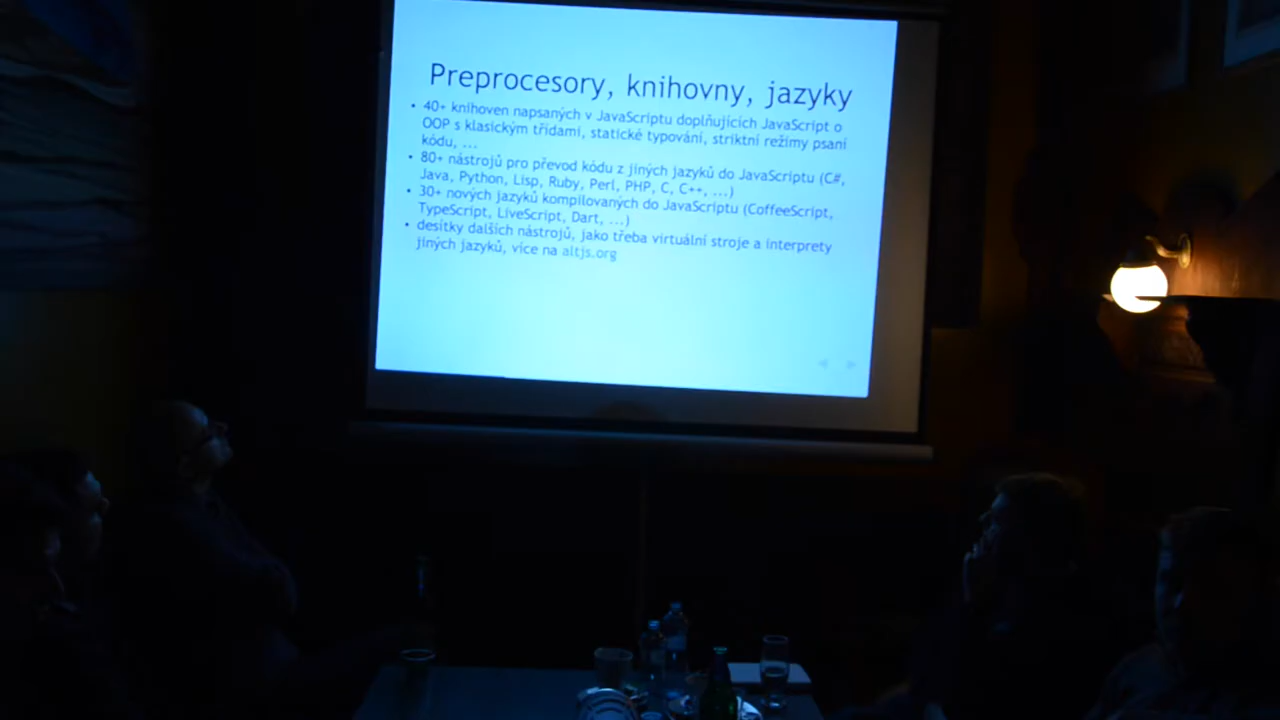 Preprocesory, knihovny, jazyky
• 40+ knihoven napsaných v JavaScriptu doplňujících JavaScript o
OOP s klasickým třídami, statické typování, striktní režimy psaní
kódu, ...
• 80+ nástrojů pro převod kódu z jiných jazyků do JavaScriptu (C#,
Java, Python, Lisp, Ruby, Perl, PHP, C, C++, ...)
• 30+ nových jazyků kompilovaných do JavaScriptu (CoffeeScript,
TypeScript, LiveScript, Dart, ...)
• desítky dalších nástrojů, jako třeba virtuální stroje a interprety
jiných jazyků, více na altjs.org